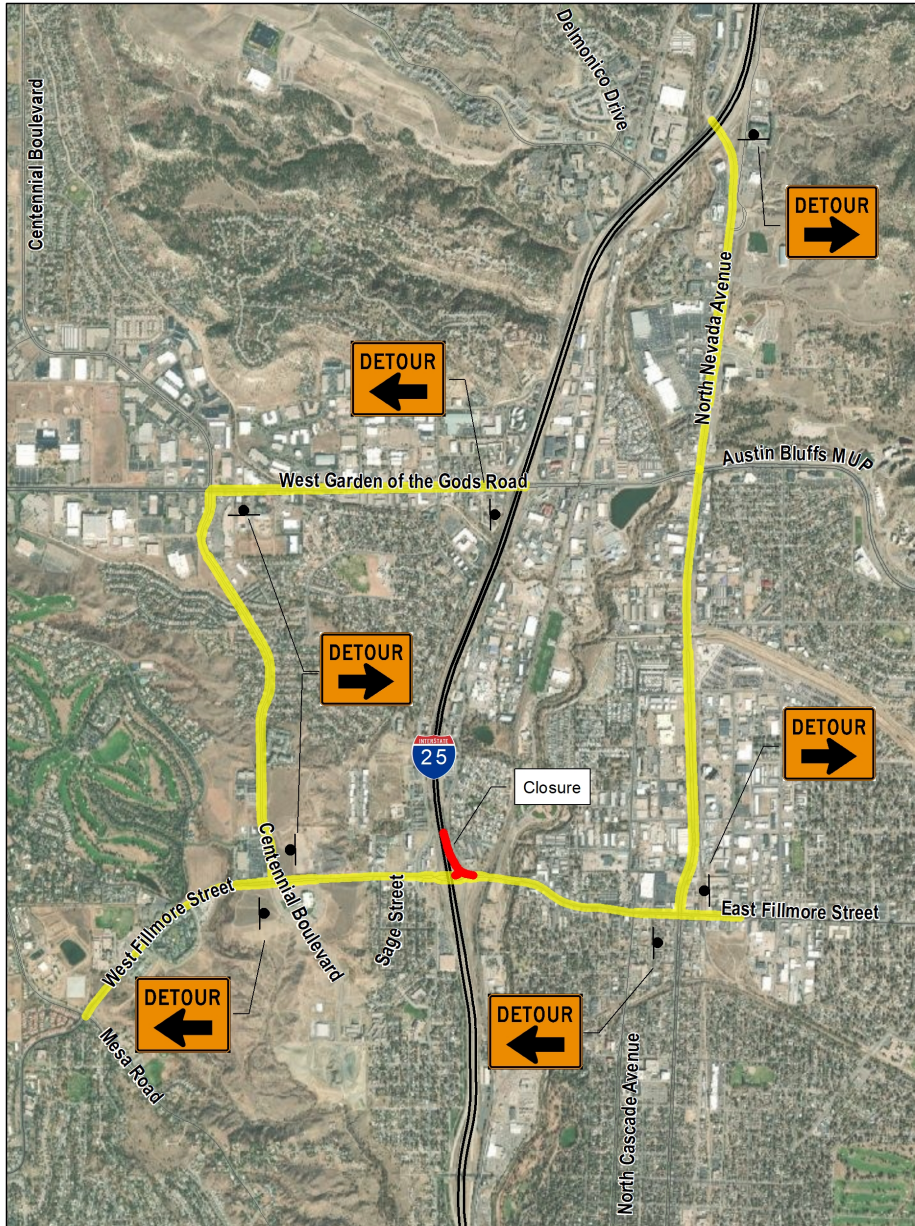 Delmonico Drive
Centennial Boulevard
DETOUR
North Nevada Avenue
DETOUR
Austin Bluffs MUP
West Garden of the Gods Road
DETOUR
INTERSTATE
25
DETOUR
Closure
Centennial Boulevard
West Fillmore Street
Sage Street
East Fillmore Street
DETOUR
DETOUR
Mesa Road
North Cascade Avenue